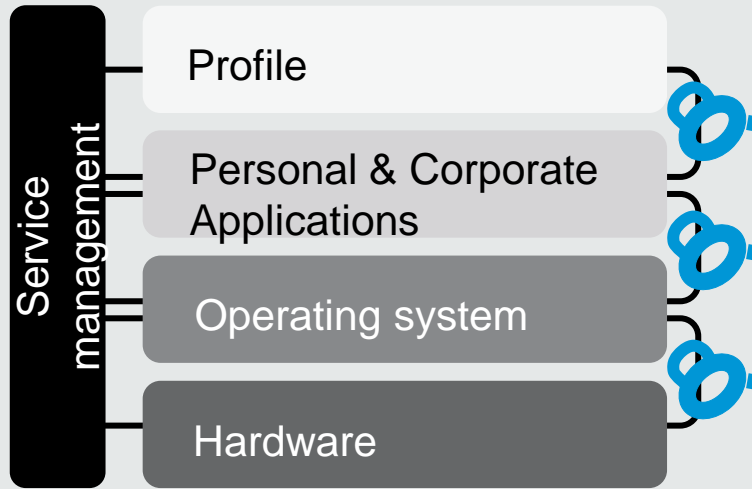 Service
management
Profile
Personal & Corporate
Applications
Operating system
Hardware